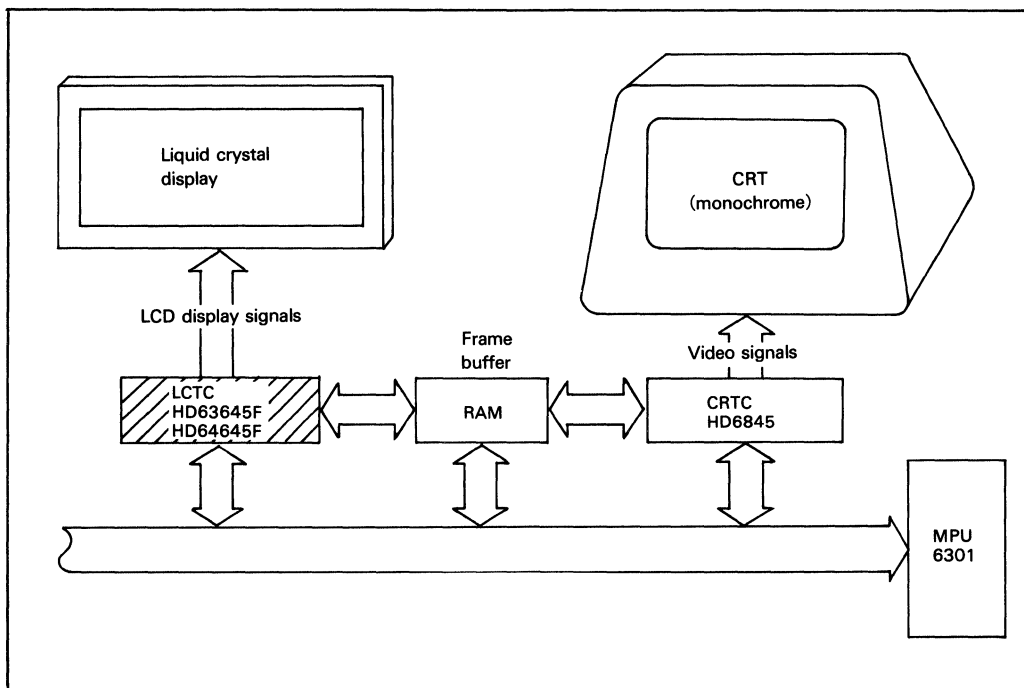 Liquid crystal
display
CRT
(monochrome)
LCD display signals
Frame
buffer
Video signals
LCTC
HD63645F
HD64645F
RAM
CRTC
HD6845
MPU
6301